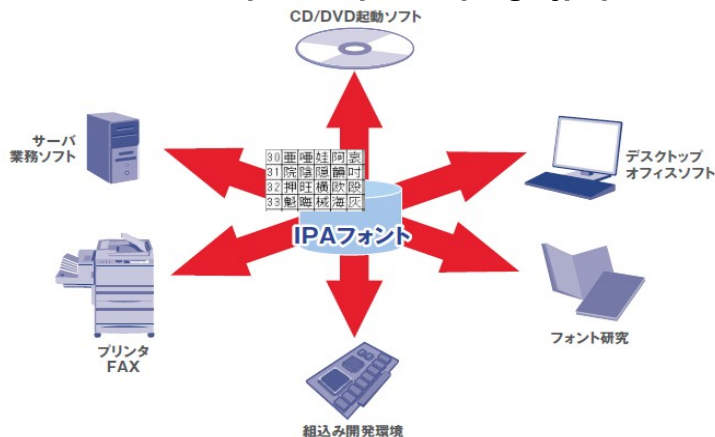 CD/DVD起動ソフト
サーバ
業務ソフト
30 亜 唖 娃 阿 哀
31 院 陰 隠 韻 吋
32 押 旺 横 欧 殴
33 魁 晦 械 海 灰
IPAフォント
デスクトップ
オフィスソフト
プリンタ
FAX
フォント研究
組込み開発環境